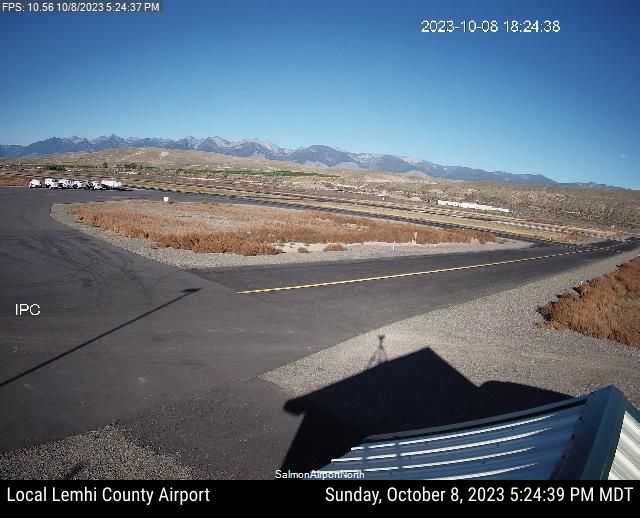 FPS: 10.56 10/8/2023 5:24:37 PM
2023-10-08 18:24:38
IPC
SalmonAirportNorth
Local Lemhi County Airport
Sunday, October 8, 2023 5:24:39 PM MDT